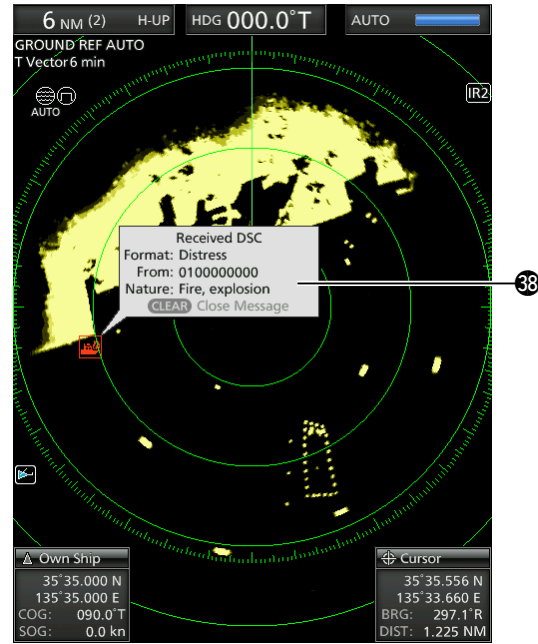 6 NM (2) H-UP HDG 000.0°T AUTO
GROUND REF AUTO
T Vector 6 min
AUTO
IR2
Received DSC
Format: Distress
From: 0100000000
Nature: Fire, explosion
CLEAR Close Message
38
Own Ship
35°35.000 N
135°35.000 E
COG: 090.0°T
SOG: 0.0 kn
Cursor
35°35.556 N
135°33.660 E
BRG: 297.1°R
DIST: 1.225 NM